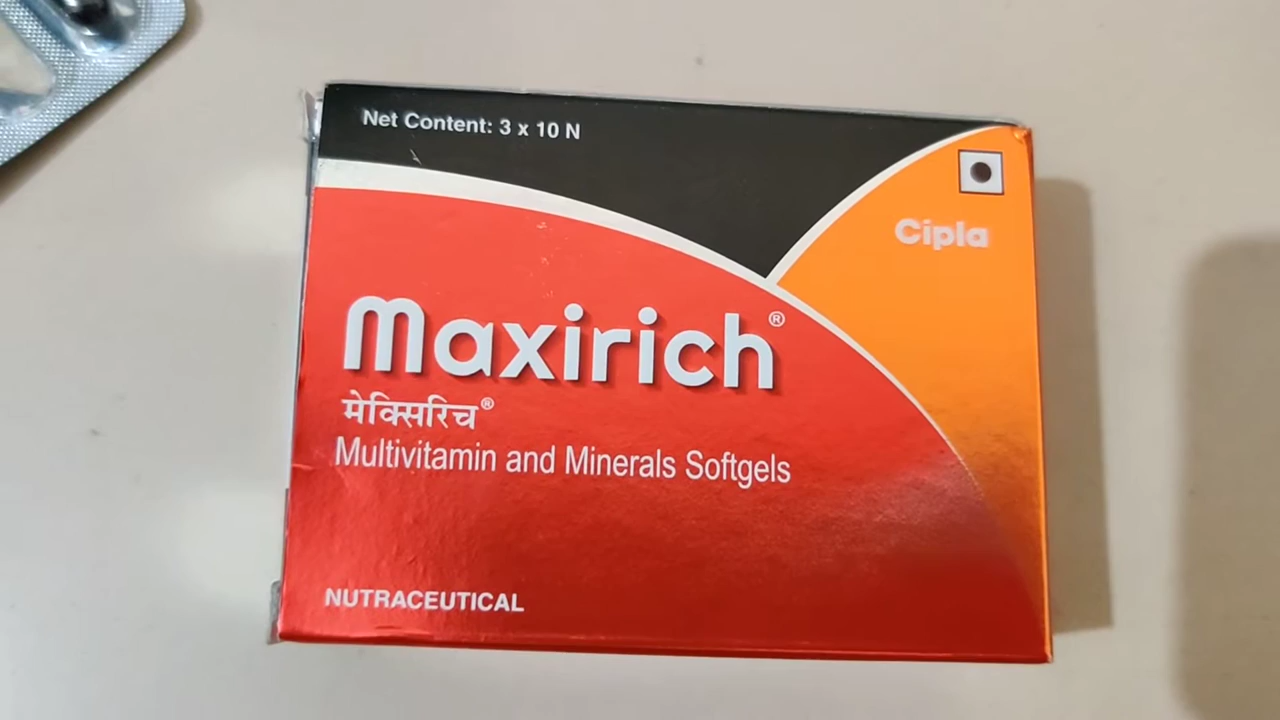 Net Content: 3 x 10 N
Cipla
Maxirich®
मेक्सिरिच®
Multivitamin and Minerals Softgels
NUTRACEUTICAL